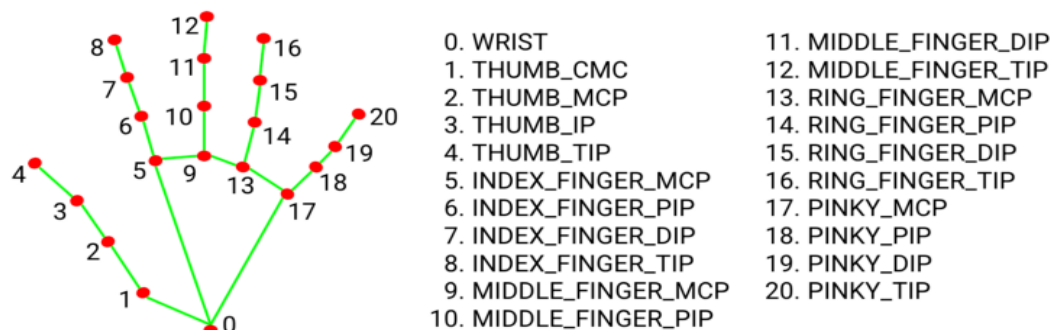 12
8
16
11
7
15
10
6
14
20
19
5
9
13
18
4
17
3
2
1
0
0. WRIST
1. THUMB_CMC
2. THUMB_MCP
3. THUMB_IP
4. THUMB_TIP
5. INDEX_FINGER_MCP
6. INDEX_FINGER_PIP
7. INDEX_FINGER_DIP
8. INDEX_FINGER_TIP
9. MIDDLE_FINGER_MCP
10. MIDDLE_FINGER_PIP
11. MIDDLE_FINGER_DIP
12. MIDDLE_FINGER_TIP
13. RING_FINGER_MCP
14. RING_FINGER_PIP
15. RING_FINGER_DIP
16. RING_FINGER_TIP
17. PINKY_MCP
18. PINKY_PIP
19. PINKY_DIP
20. PINKY_TIP